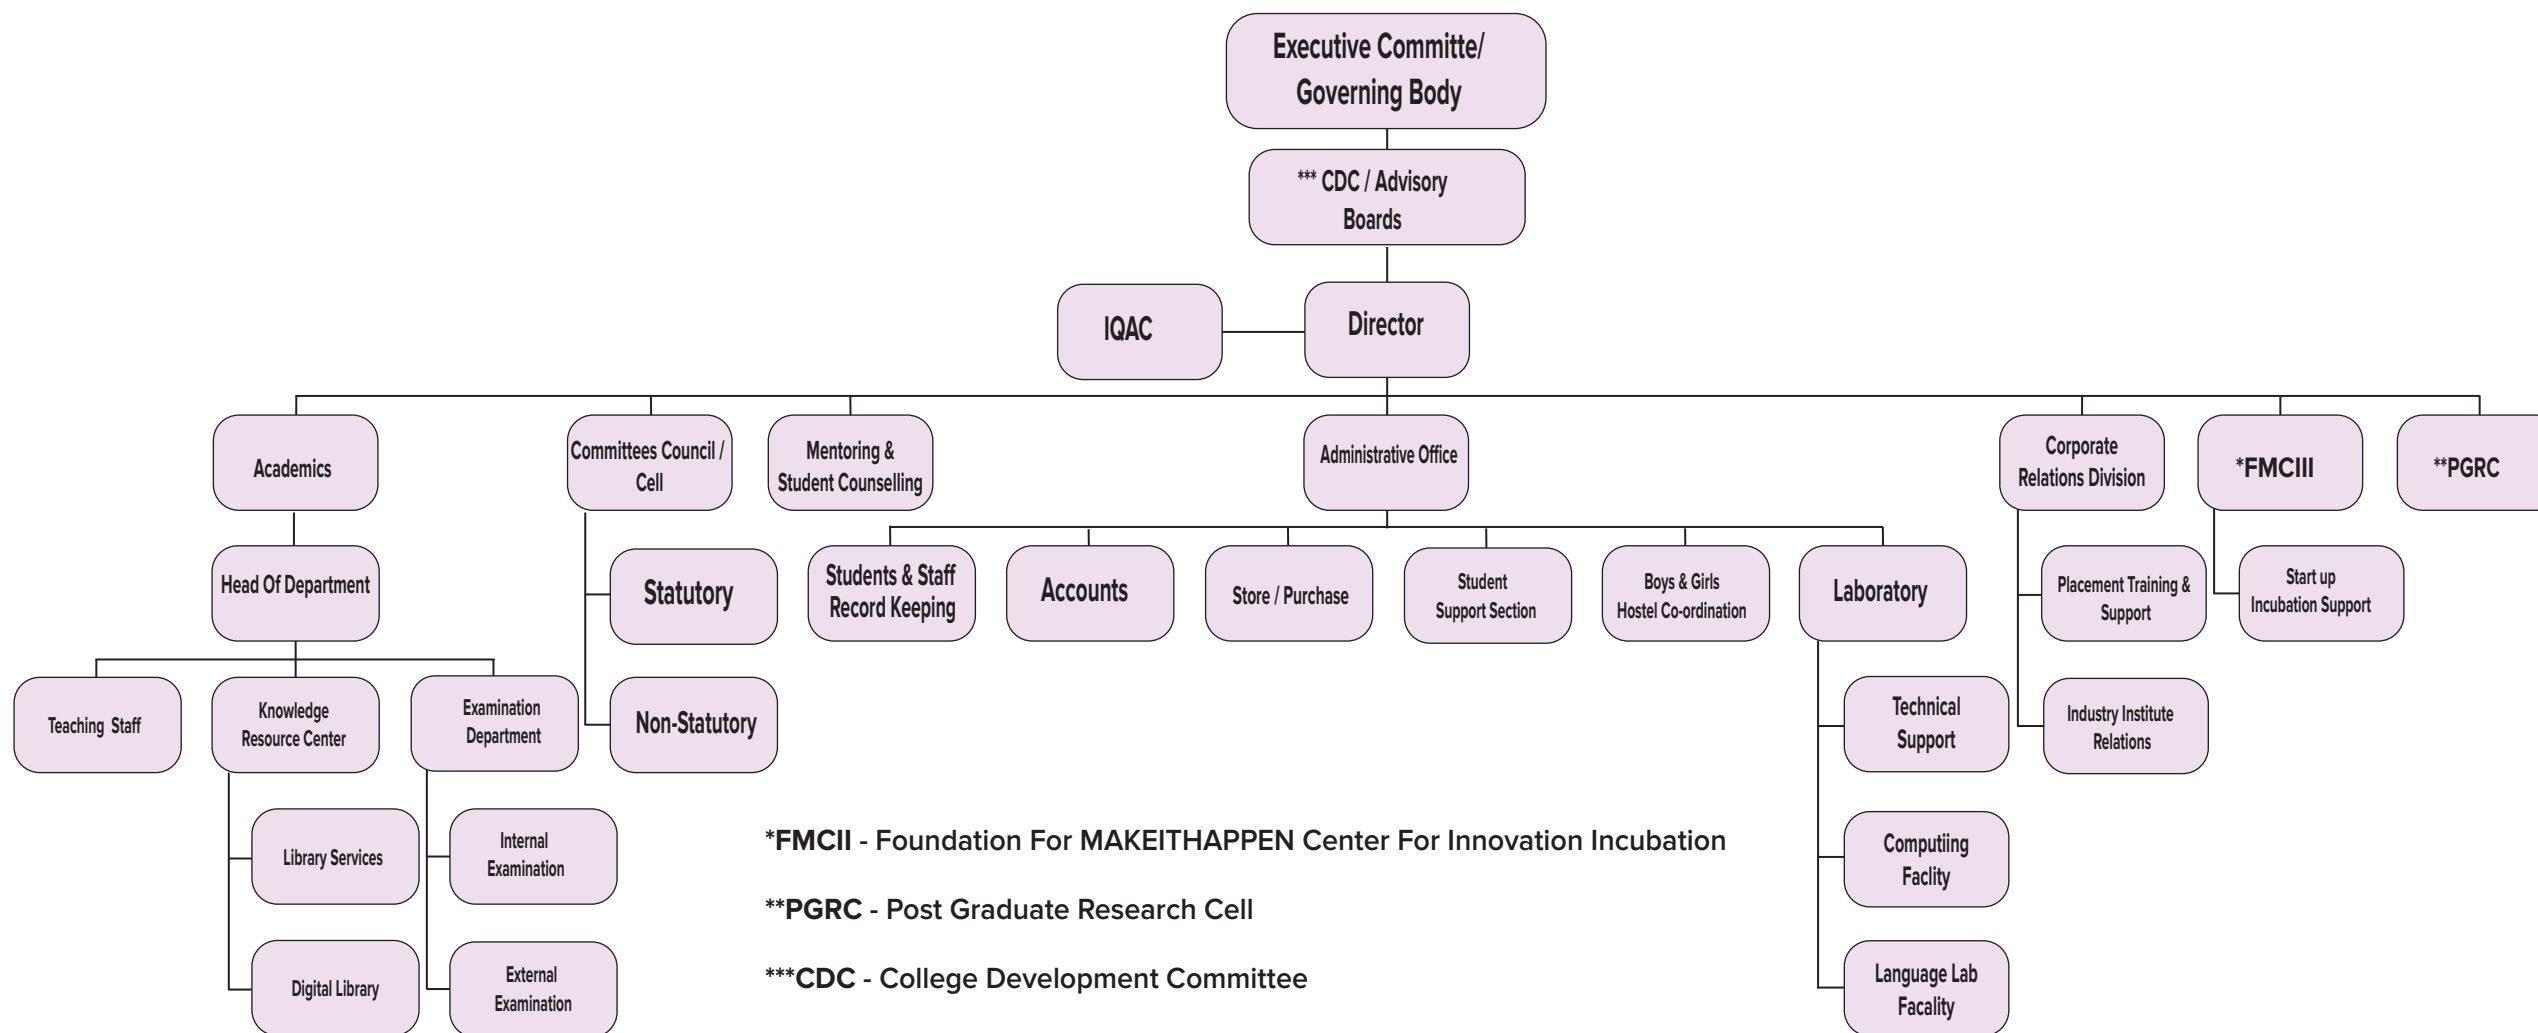 Executive Committe/
Governing Body
*** CDC / Advisory
Boards
IQAC
Director
Academics
Committees Council /
Cell
Mentoring &
Student Counselling
Administrative Office
Corporate
Relations Division
*FMCIII
**PGRC
Head Of Department
Statutory
Students & Staff
Record Keeping
Accounts
Store / Purchase
Student
Support Section
Boys & Girls
Hostel Co-ordination
Laboratory
Placement Training &
Support
Start up
Incubation Support
Teaching  Staff
Knowledge
Resource Center
Examination
Department
Non-Statutory
Technical
Support
Industry Institute
Relations
Library Services
Internal
Examination
Computiing
Faclity
Digital Library
External
Examination
Language Lab
Facality
*FMCII - Foundation For MAKEITHAPPEN Center For Innovation Incubation
**PGRC - Post Graduate Research Cell
***CDC - College Development Committee